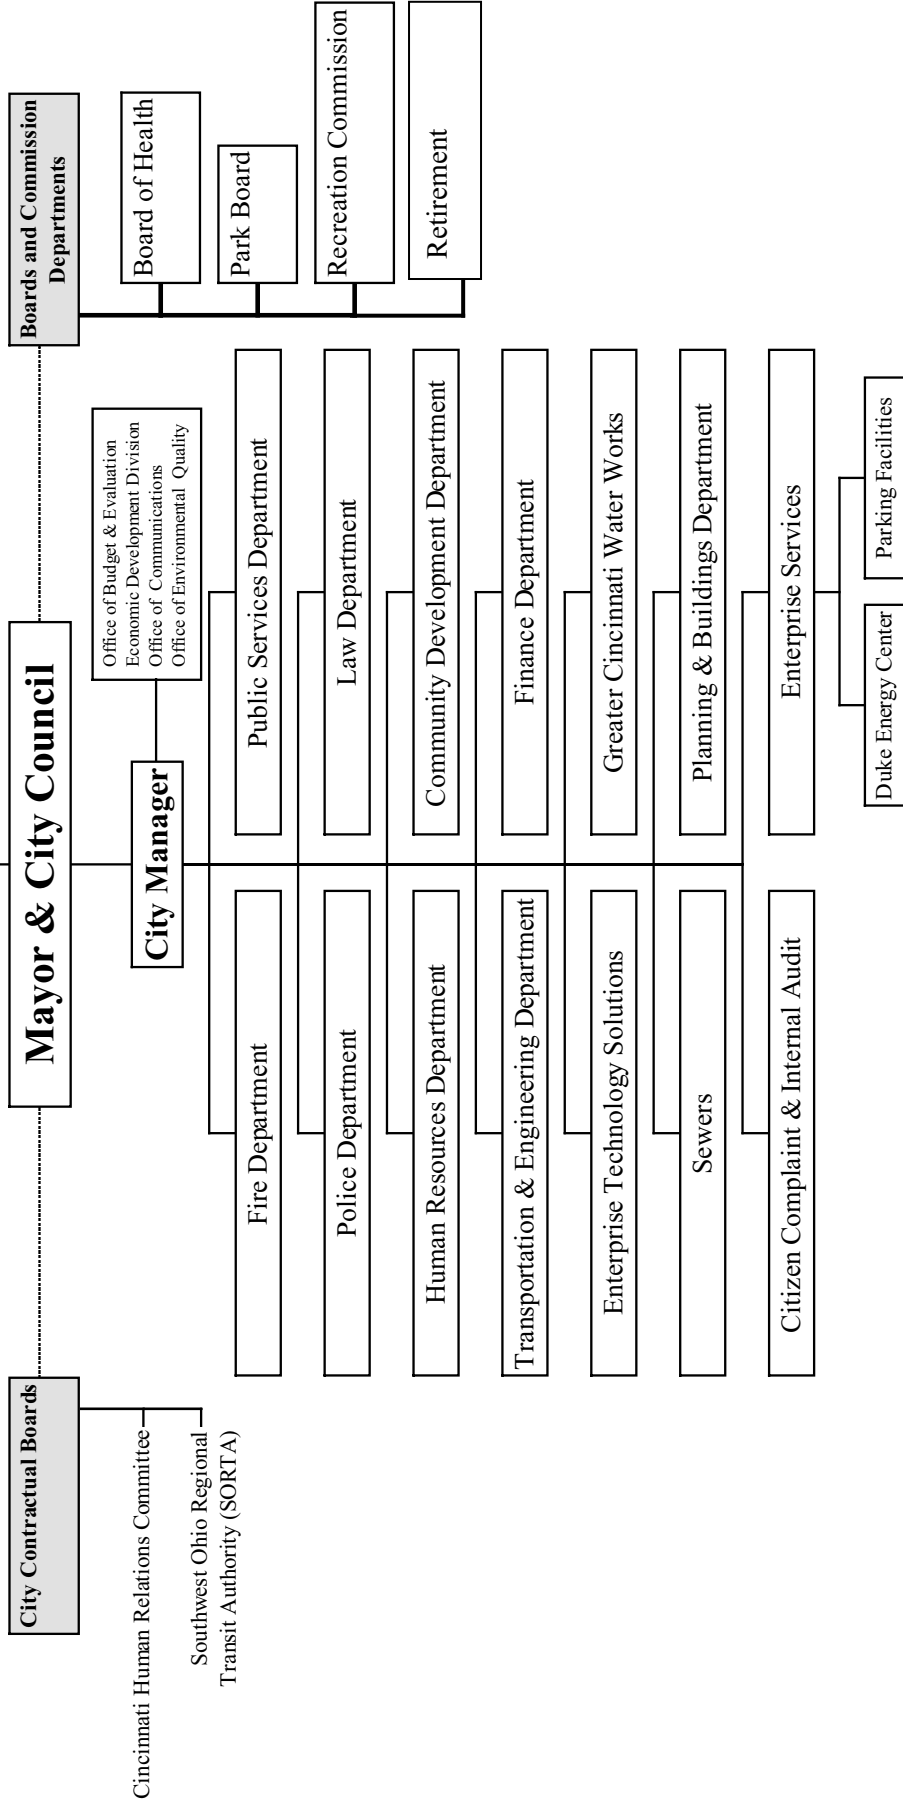 Mayor & City Council
City Contractual Boards
Cincinnati Human Relations Committee
Southwest Ohio Regional
Transit Authority (SORTA)
Boards and Commission
Departments
Board of Health
Park Board
Recreation Commission
Retirement
City Manager
Office of Budget & Evaluation
Economic Development Division
Office of Communications
Office of Environmental Quality
Fire Department
Public Services Department
Police Department
Law Department
Human Resources Department
Community Development Department
Transportation & Engineering Department
Finance Department
Enterprise Technology Solutions
Greater Cincinnati Water Works
Sewers
Planning & Buildings Department
Citizen Complaint & Internal Audit
Enterprise Services
Duke Energy Center
Parking Facilities